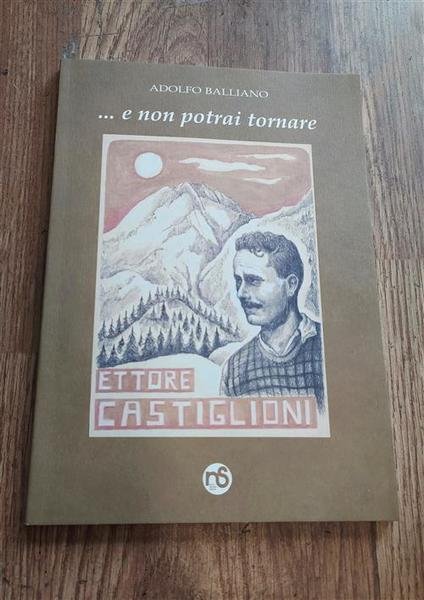 ADOLFO BALLIANO
... e non potrai tornare
ETTORE
CASTIGLIONI
ns